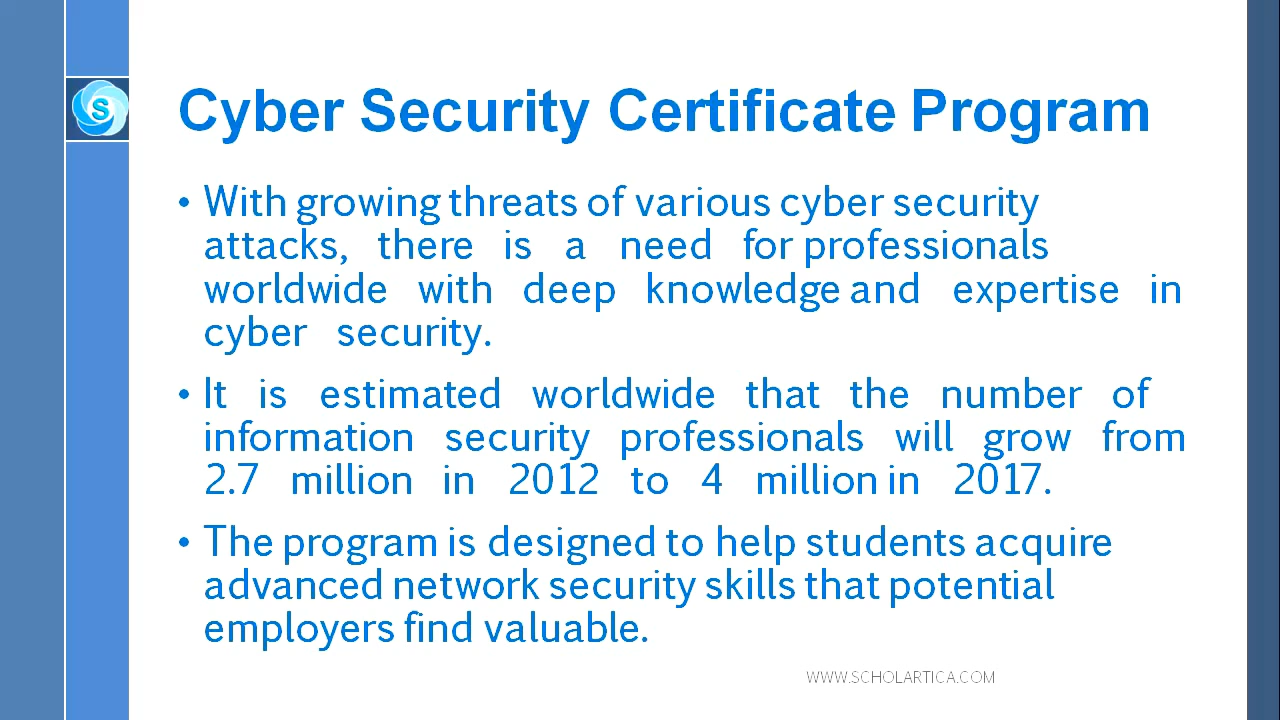 S
Cyber Security Certificate Program
• With growing threats of various cyber security
attacks, there is a need for professionals
worldwide with deep knowledge and expertise in
cyber security.
• It is estimated worldwide that the number of
information security professionals will grow from
2.7 million in 2012 to 4 million in 2017.
• The program is designed to help students acquire
advanced network security skills that potential
employers find valuable.
WWW.SCHOLARTICA.COM